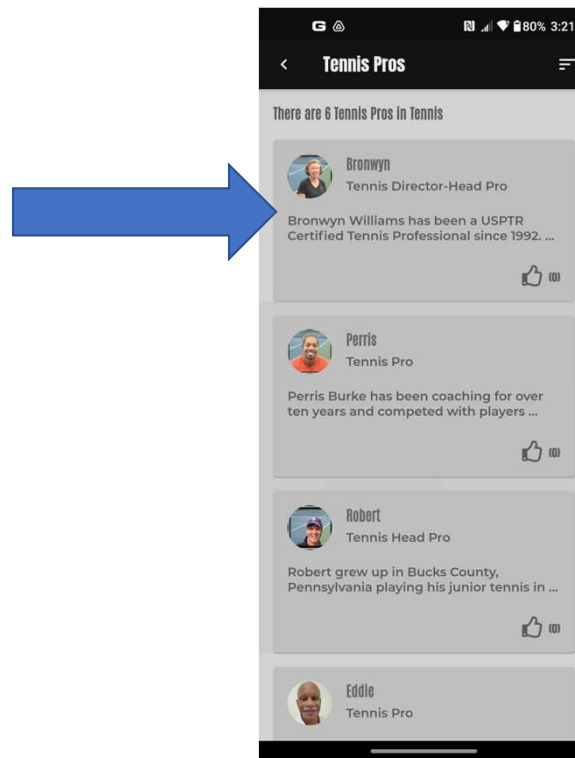 G 80% 3:21
Tennis Pros
There are 6 Tennis Pros in Tennis
Bronwyn
Tennis Director-Head Pro
Bronwyn Williams has been a USPTR
Certified Tennis Professional since 1992. ...
(0)
Perris
Tennis Pro
Perris Burke has been coaching for over
ten years and competed with players ...
(0)
Robert
Tennis Head Pro
Robert grew up in Bucks County,
Pennsylvania playing his junior tennis in ...
(0)
Eddie
Tennis Pro